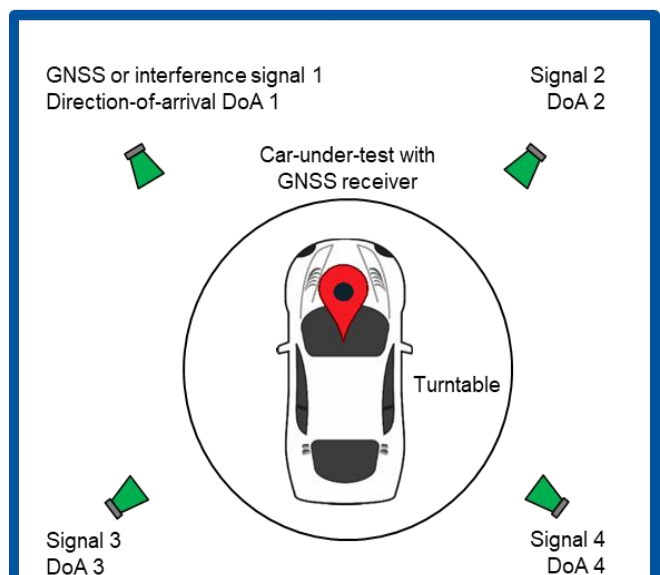 GNSS or interference signal 1
Direction-of-arrival DoA 1
Signal 2
DoA 2
Car-under-test with
GNSS receiver
Turntable
Signal 3
DoA 3
Signal 4
DoA 4